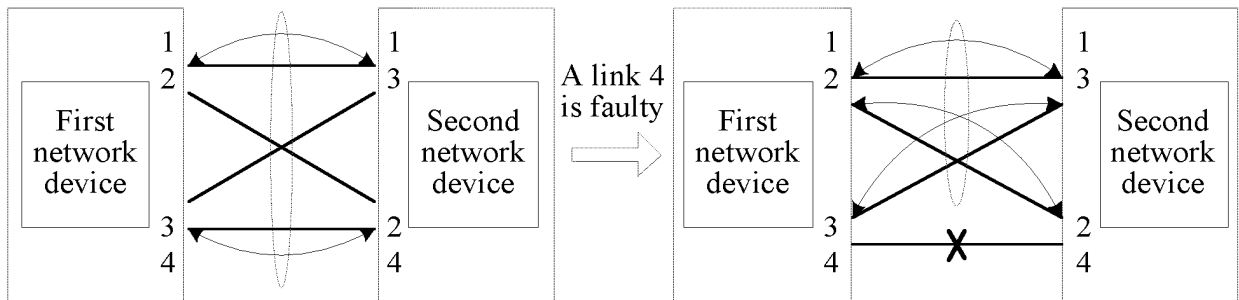 1
2
First
network
device
3
4
1
3
Second
network
device
2
4
A link 4
is faulty
1
2
First
network
device
3
4
1
3
Second
network
device
2
4